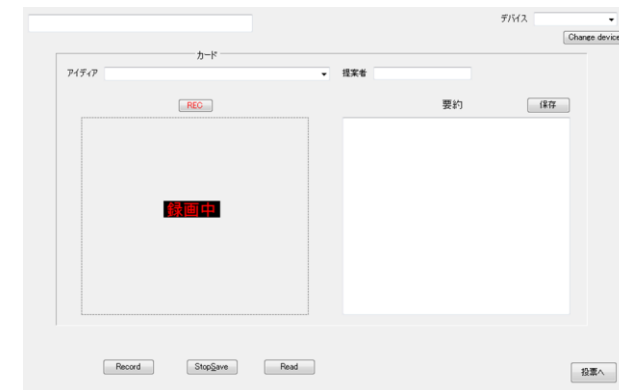 デバイス
Change device
カード
アイディア
提案者
REC
要約
保存
録画中
Record
StopSave
Read
投票へ